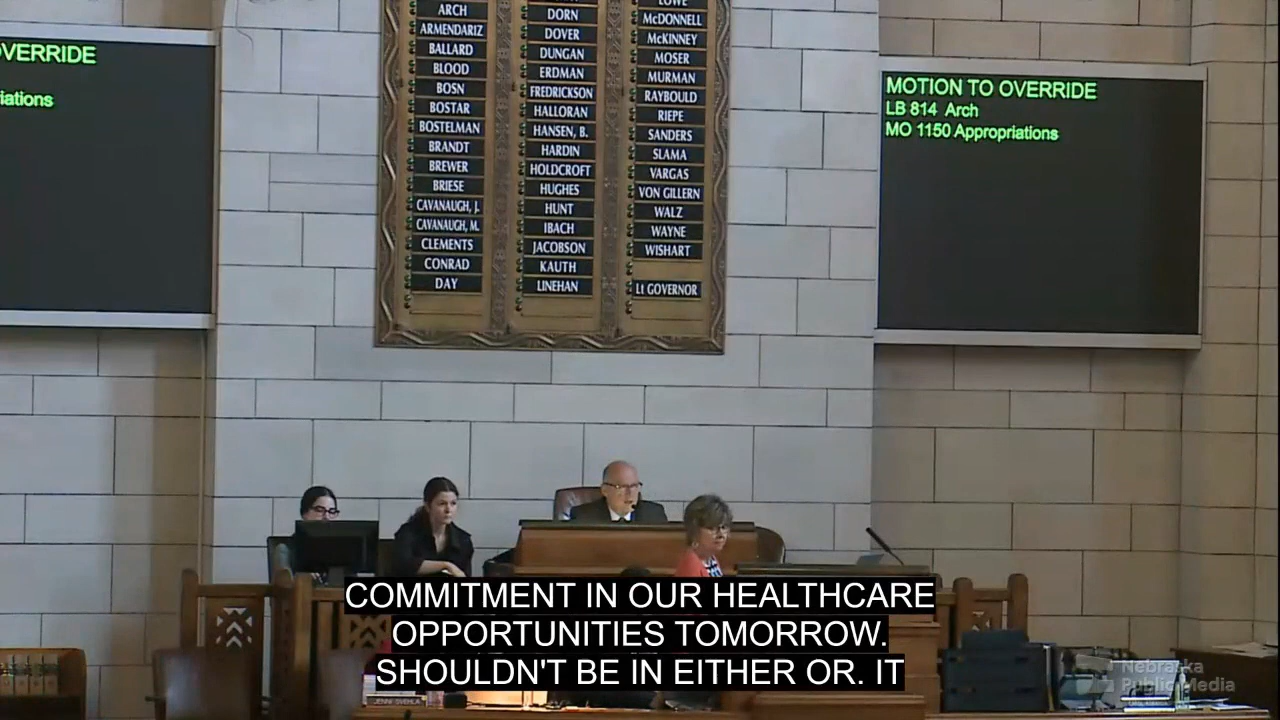 OVERRIDE
iations
ARCH
ARMENDARIZ
BALLARD
BLOOD
BOSN
BOSTAR
BOSTELMAN
BRANDT
BREWER
BRIESE
CAVANAUGH, J.
CAVANAUGH, M.
CLEMENTS
CONRAD
DAY
DORN
DOVER
DUNGAN
ERDMAN
FREDRICKSON
HALLORAN
HANSEN, B.
HARDIN
HOLDCROFT
HUGHES
HUNT
IBACH
JACOBSON
KAUTH
LINEHAN
LOWE
McDONNELL
McKINNEY
MOSER
MURMAN
RAYBOULD
RIEPE
SANDERS
SLAMA
VARGAS
VON GILLERN
WALZ
WAYNE
WISHART
Lt GOVERNOR
MOTION TO OVERRIDE
LB 814 Arch
MO 1150 Appropriations
COMMITMENT IN OUR HEALTHCARE
OPPORTUNITIES TOMORROW.
SHOULDN'T BE IN EITHER OR. IT
JENNI SVEHLA
Nebraska
Public Media